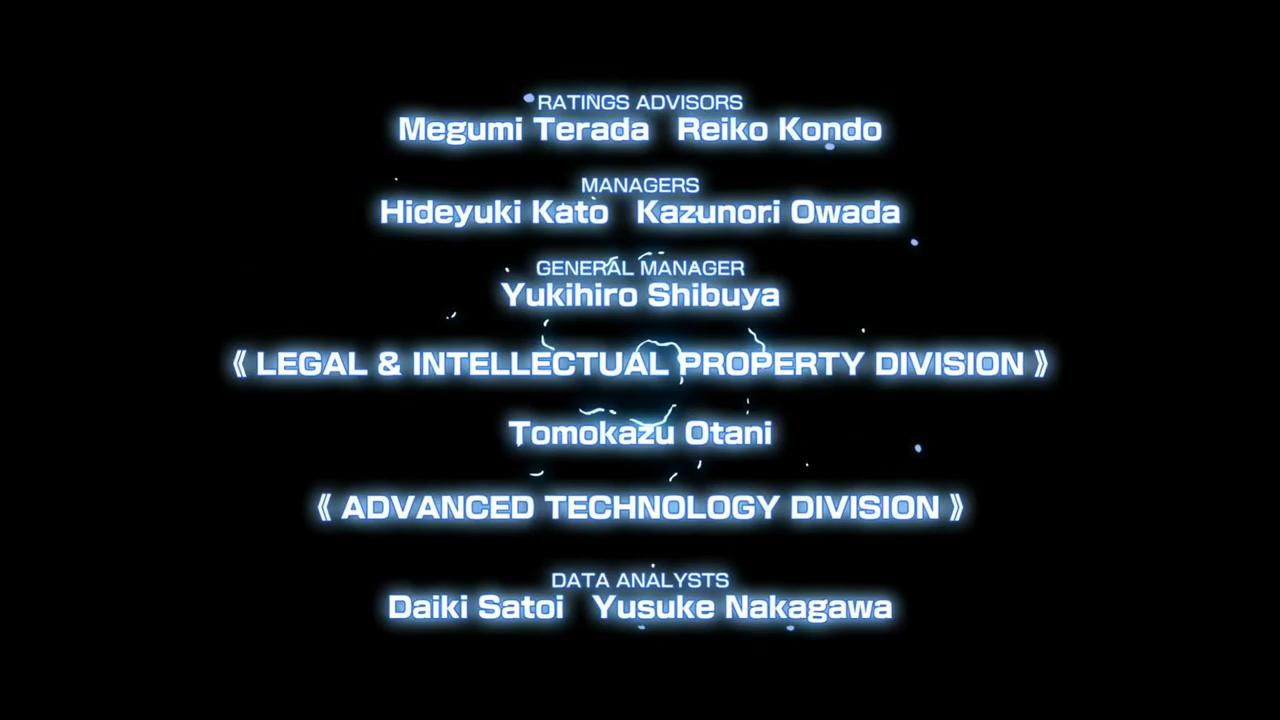 RATINGS ADVISORS
Megumi Terada Reiko Kondo
MANAGERS
Hideyuki Kato Kazunori Owada
GENERAL MANAGER
Yukihiro Shibuya
《 LEGAL & INTELLECTUAL PROPERTY DIVISION 》
Tomokazu Otani
《 ADVANCED TECHNOLOGY DIVISION 》
DATA ANALYSTS
Daiki Satoi Yusuke Nakagawa